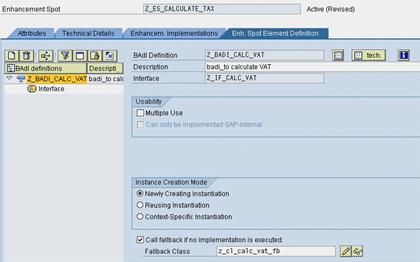 Enhancement Spot Z_ES_CALCULATE_TAX Active (Revised)
Attributes Technical Details Enhancem. Implementations Enh. Spot Element Definition
BAdI Definition Z_BADI_CALC_VAT tech.
BAdI definitions Descripti
Description badi_to calculate VAT
Z_BADI_CALC_VAT badi_to calc
Interface Z_IF_CALC_VAT
Interface
Usability
Multiple Use
Can only be implemented SAP-internal
Instance Creation Mode
Newly Creating Instantiation
Reusing Instantiation
Context-Specific Instantiation
Call fallback if no implementation is executed:
Fallback Class z_cl_calc_vat_fb